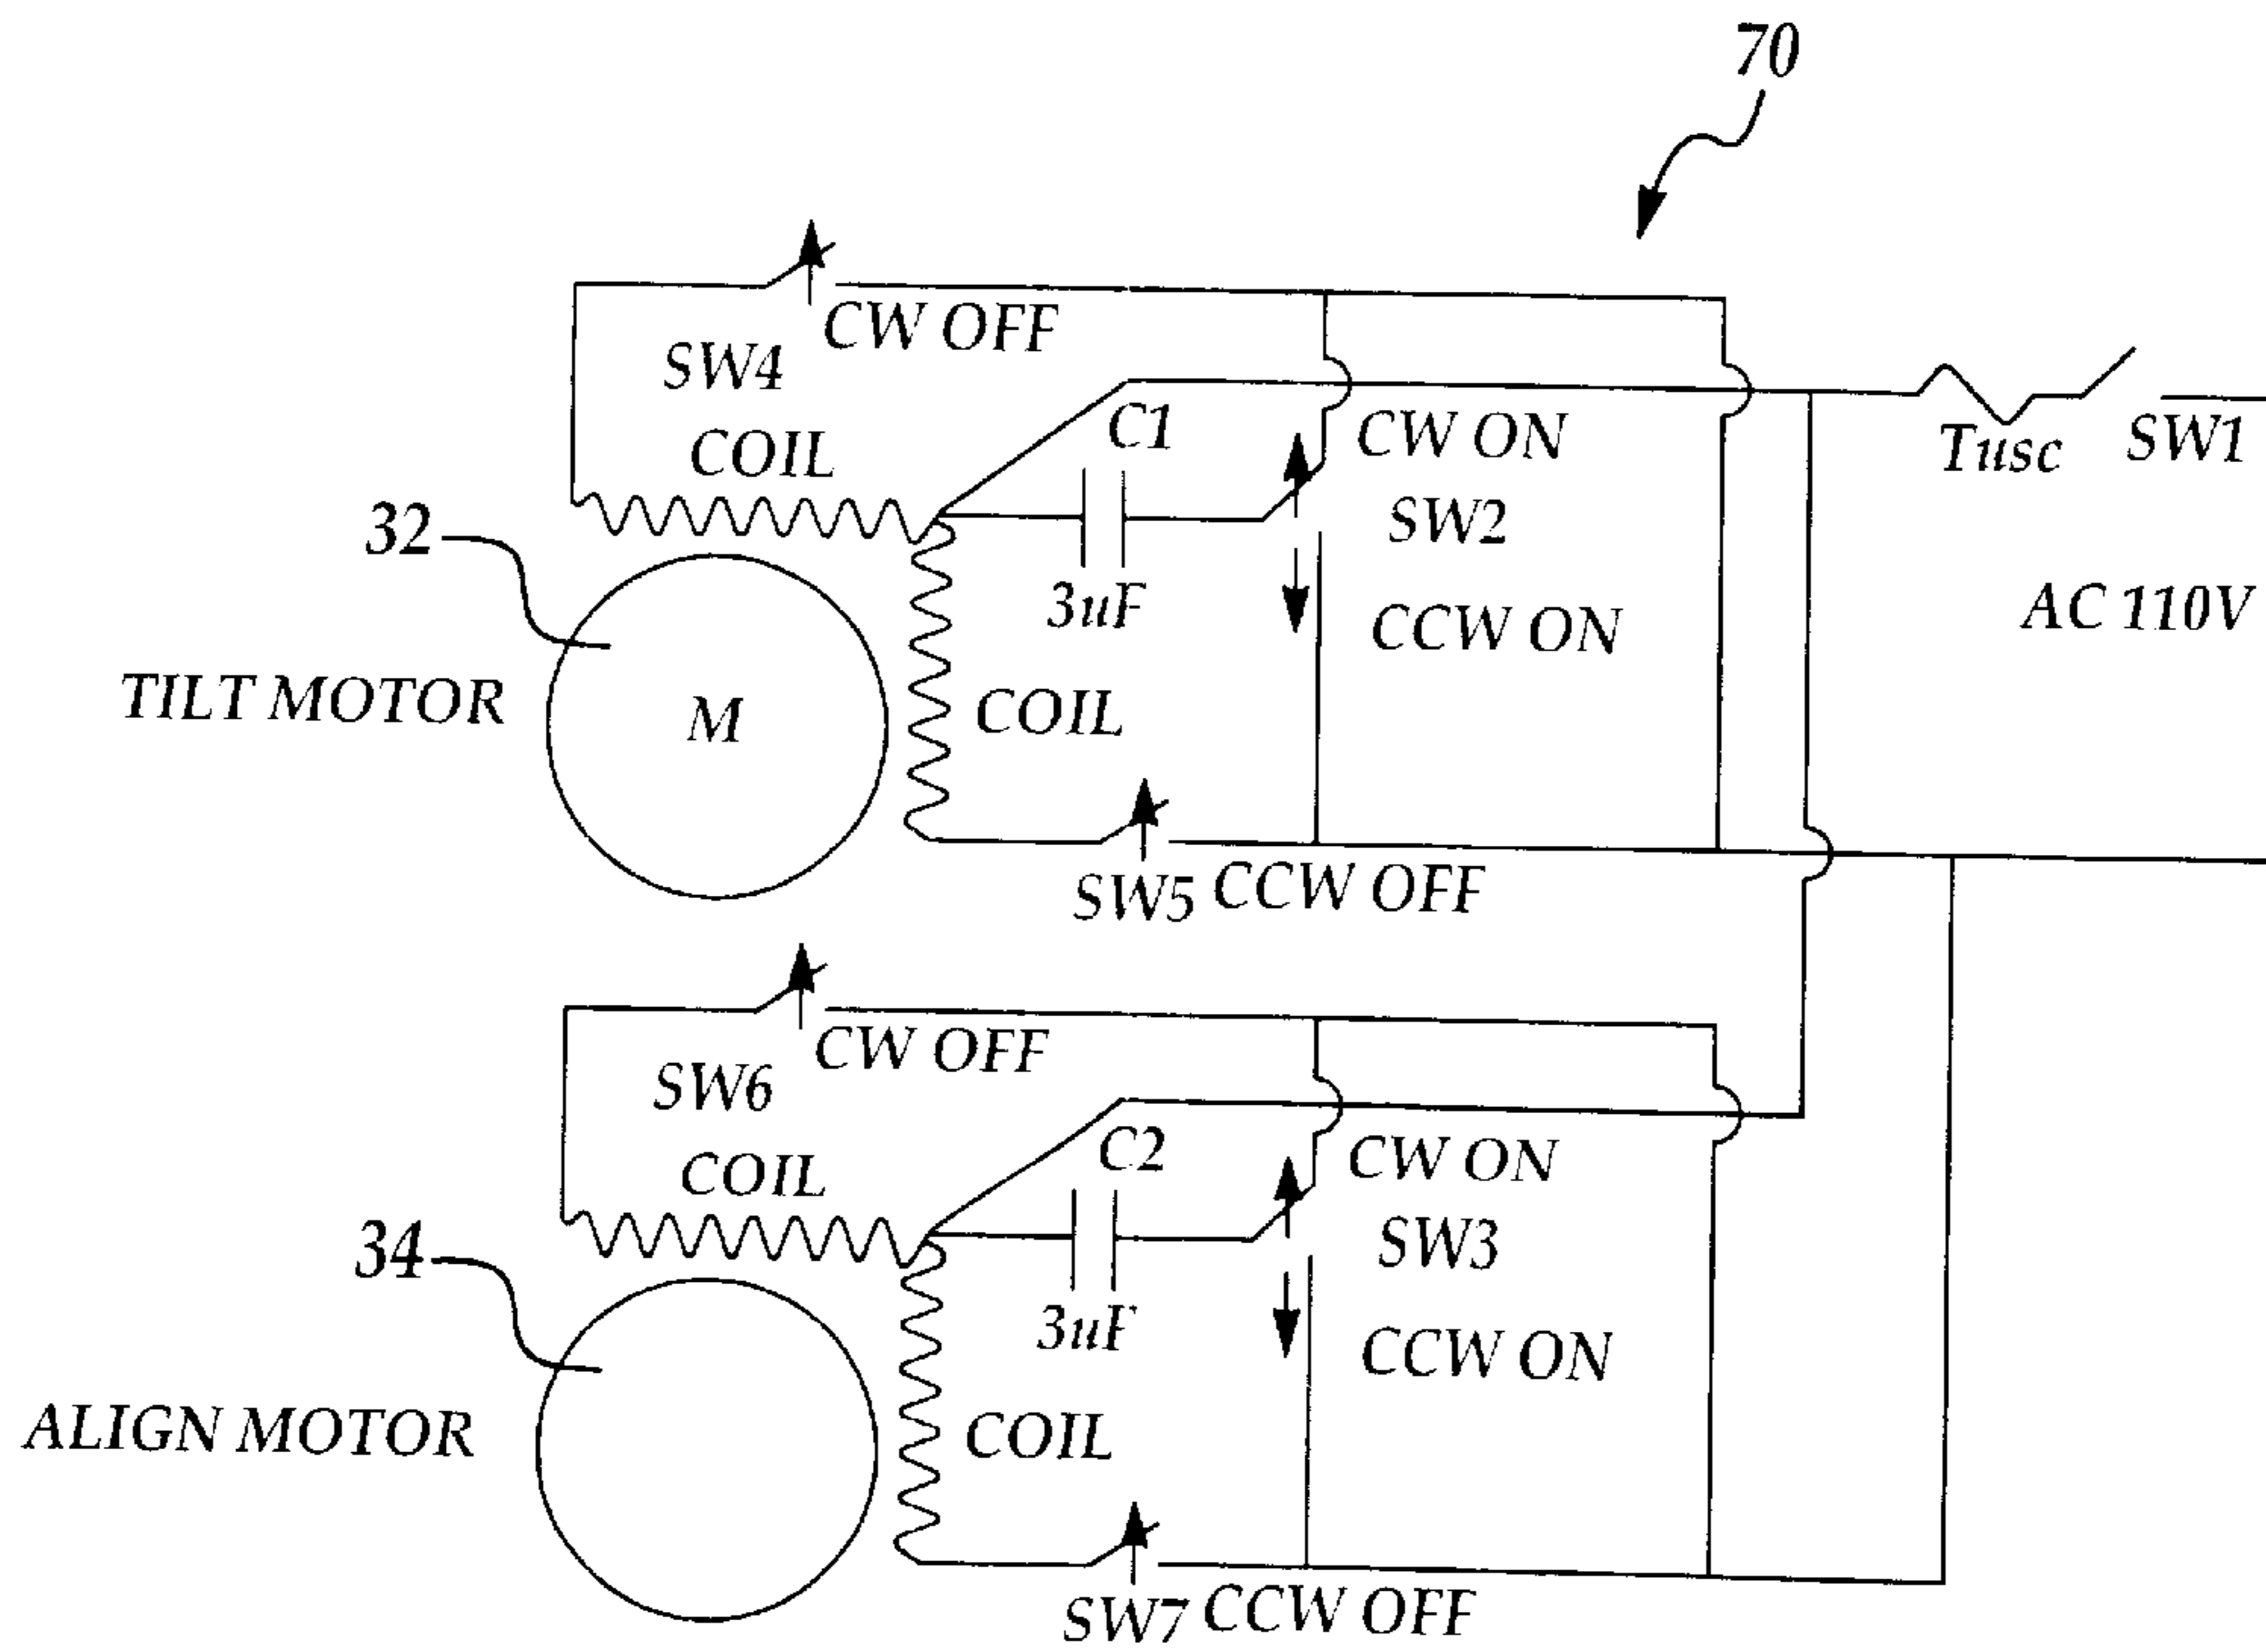 70
CW OFF
SW4
COIL
C1
CW ON
Tusc
SW1
32
SW2
3uF
AC 110V
CCW ON
TILT MOTOR
M
COIL
SW5 CCW OFF
CW OFF
SW6
COIL
C2
CW ON
34
SW3
3uF
CCW ON
ALIGN MOTOR
COIL
SW7 CCW OFF